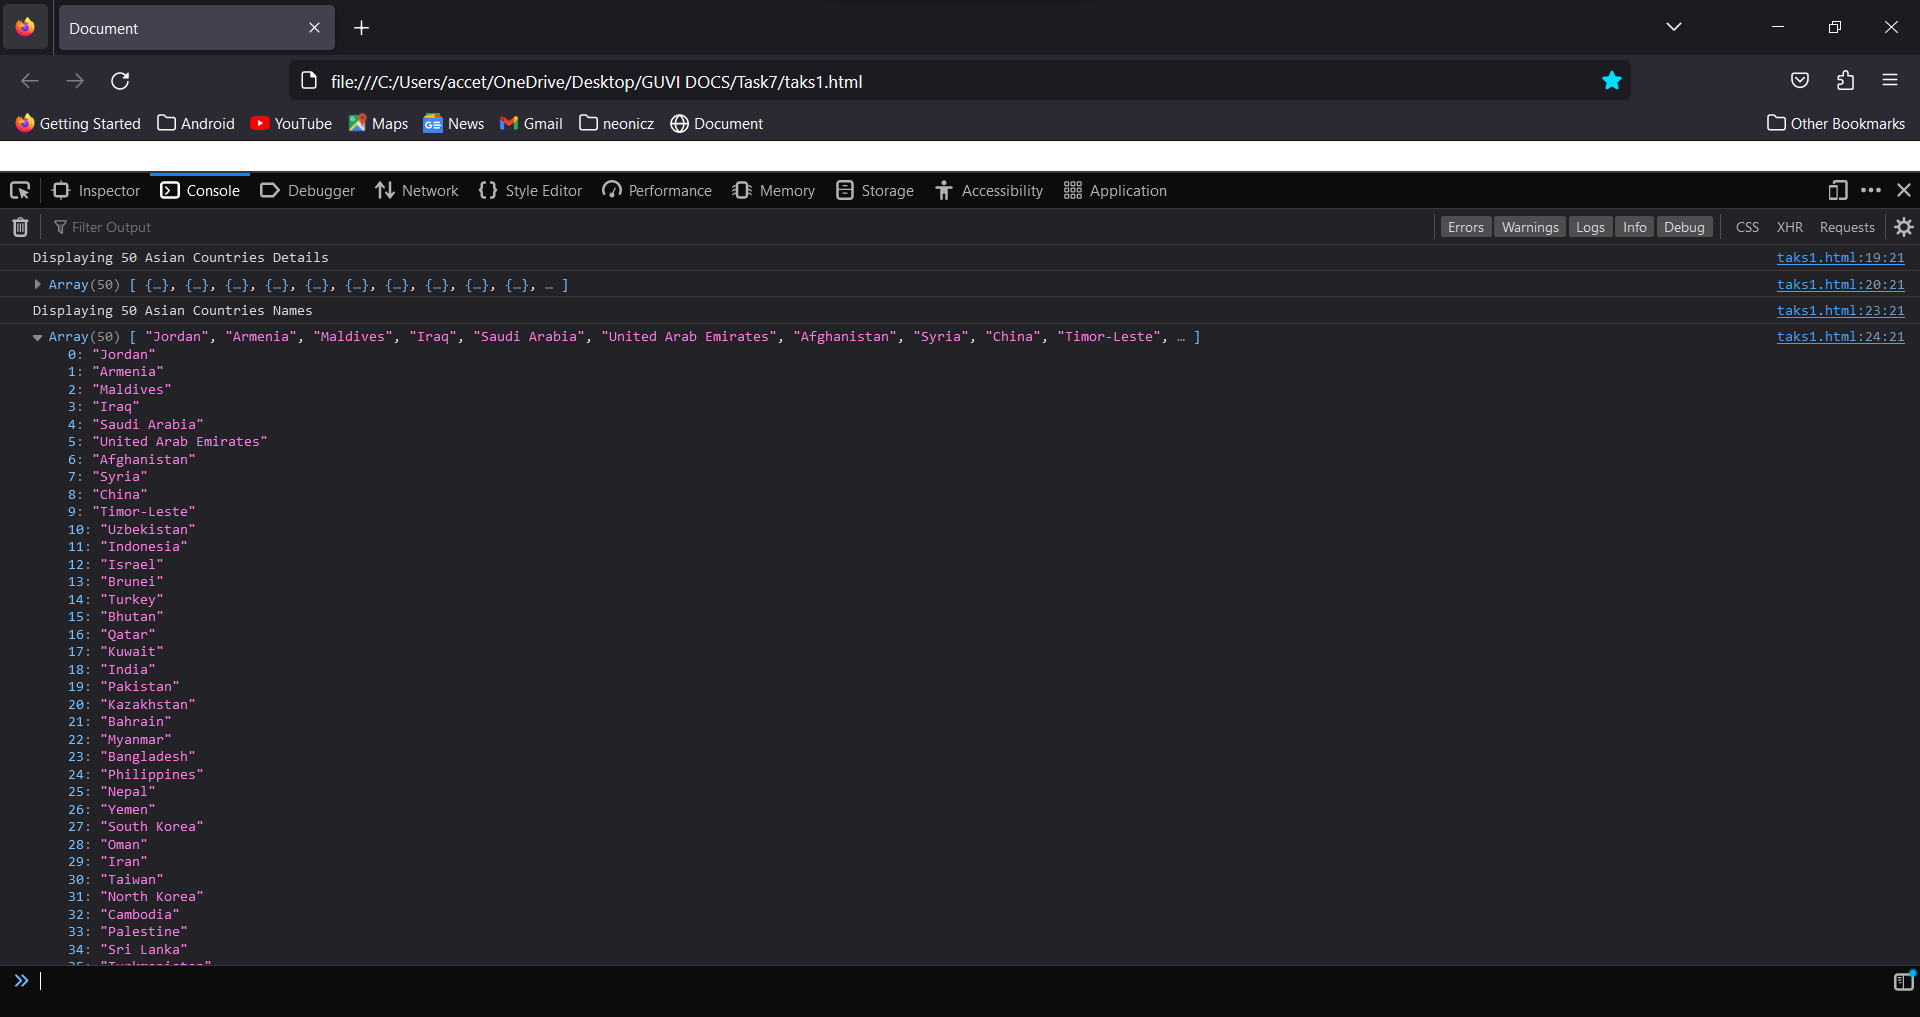 Document
file:///C:/Users/accet/OneDrive/Desktop/GUVI DOCS/Task7/taks1.html
Getting Started Android YouTube Maps News Gmail neonicz Document Other Bookmarks
Inspector Console Debugger Network Style Editor Performance Memory Storage Accessibility Application
Filter Output Errors Warnings Logs Info Debug CSS XHR Requests
Displaying 50 Asian Countries Details taks1.html:19:21
Array(50) [ {…}, {…}, {…}, {…}, {…}, {…}, {…}, {…}, {…}, {…}, … ] taks1.html:20:21
Displaying 50 Asian Countries Names taks1.html:23:21
Array(50) [ "Jordan", "Armenia", "Maldives", "Iraq", "Saudi Arabia", "United Arab Emirates", "Afghanistan", "Syria", "China", "Timor-Leste", … ] taks1.html:24:21
0: "Jordan"
1: "Armenia"
2: "Maldives"
3: "Iraq"
4: "Saudi Arabia"
5: "United Arab Emirates"
6: "Afghanistan"
7: "Syria"
8: "China"
9: "Timor-Leste"
10: "Uzbekistan"
11: "Indonesia"
12: "Israel"
13: "Brunei"
14: "Turkey"
15: "Bhutan"
16: "Qatar"
17: "Kuwait"
18: "India"
19: "Pakistan"
20: "Kazakhstan"
21: "Bahrain"
22: "Myanmar"
23: "Bangladesh"
24: "Philippines"
25: "Nepal"
26: "Yemen"
27: "South Korea"
28: "Oman"
29: "Iran"
30: "Taiwan"
31: "North Korea"
32: "Cambodia"
33: "Palestine"
34: "Sri Lanka"
35: "Turkmenistan"